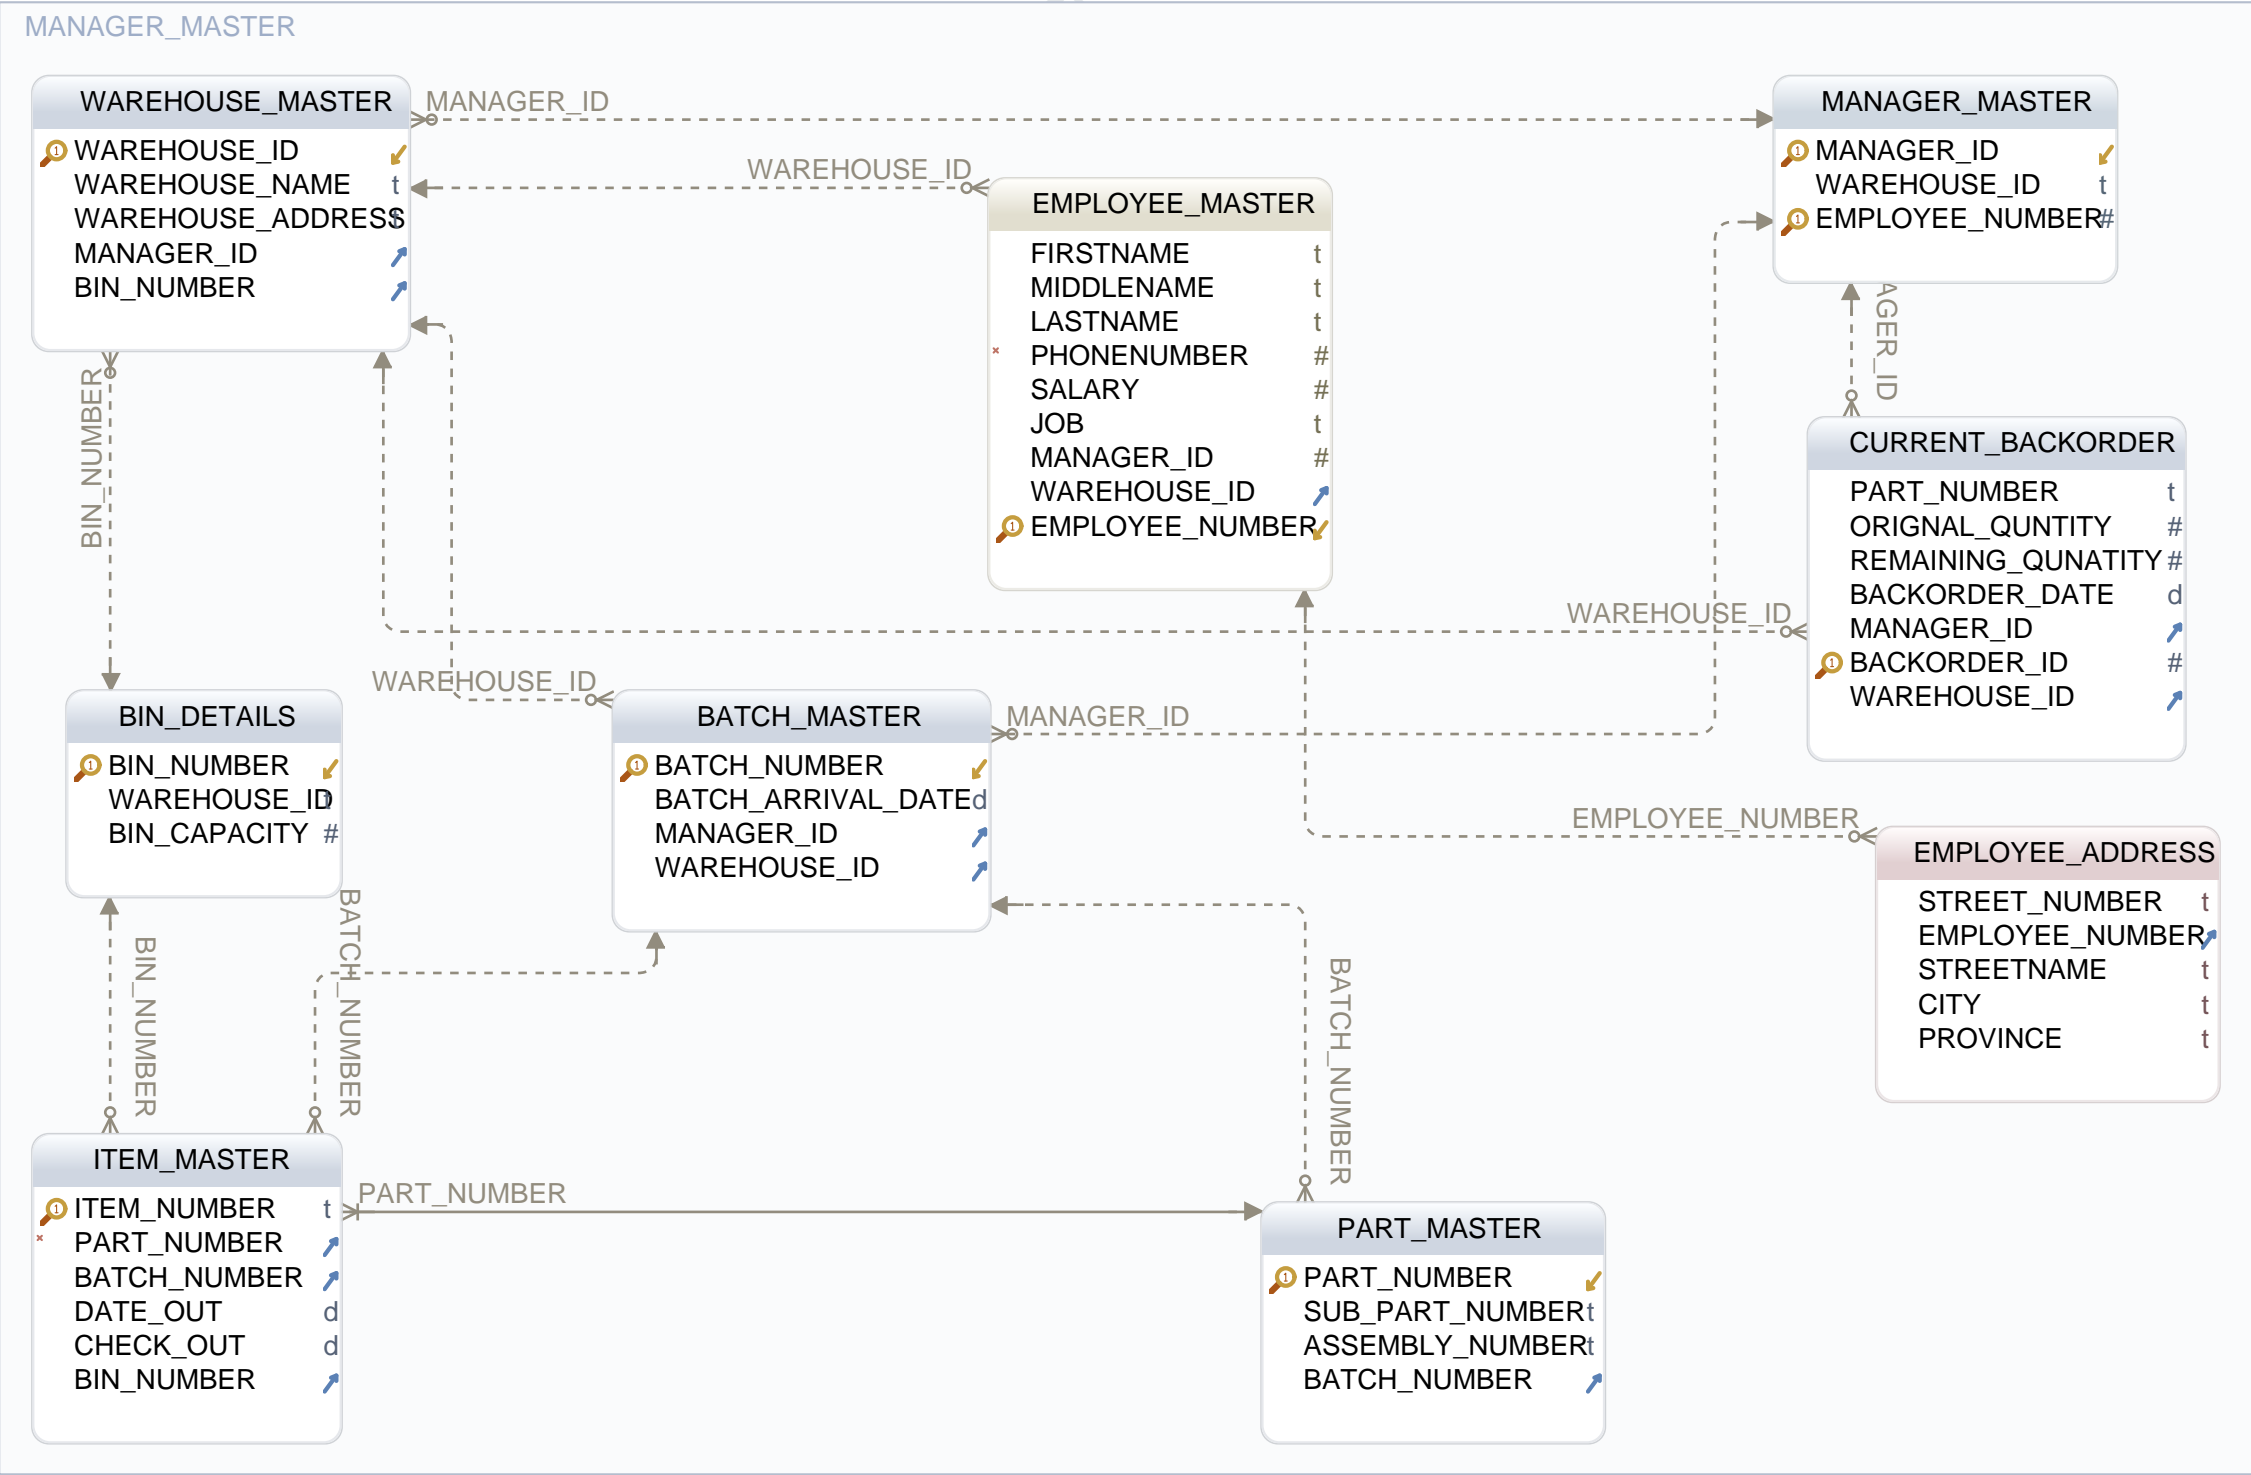 MANAGER_MASTER
WAREHOUSE_MASTER
WAREHOUSE_ID
WAREHOUSE_NAME t
WAREHOUSE_ADDRESS t
MANAGER_ID
BIN_NUMBER
MANAGER_ID
WAREHOUSE_ID
EMPLOYEE_MASTER
FIRSTNAME t
MIDDLENAME t
LASTNAME t
PHONENUMBER #
SALARY #
JOB t
MANAGER_ID #
WAREHOUSE_ID
EMPLOYEE_NUMBER
MANAGER_MASTER
MANAGER_ID
WAREHOUSE_ID t
EMPLOYEE_NUMBER #
AGER_ID
CURRENT_BACKORDER
PART_NUMBER t
ORIGNAL_QUNTITY #
REMAINING_QUNATITY #
BACKORDER_DATE d
MANAGER_ID
BACKORDER_ID #
WAREHOUSE_ID
WAREHOUSE_ID
BIN_NUMBER
BIN_DETAILS
BIN_NUMBER
WAREHOUSE_ID t
BIN_CAPACITY #
WAREHOUSE_ID
BATCH_MASTER
BATCH_NUMBER
BATCH_ARRIVAL_DATE d
MANAGER_ID
WAREHOUSE_ID
MANAGER_ID
EMPLOYEE_NUMBER
EMPLOYEE_ADDRESS
STREET_NUMBER t
EMPLOYEE_NUMBER
STREETNAME t
CITY t
PROVINCE t
BIN_NUMBER
BATCH_NUMBER
BATCH_NUMBER
ITEM_MASTER
ITEM_NUMBER t
PART_NUMBER
BATCH_NUMBER
DATE_OUT d
CHECK_OUT d
BIN_NUMBER
PART_NUMBER
PART_MASTER
PART_NUMBER
SUB_PART_NUMBER t
ASSEMBLY_NUMBER t
BATCH_NUMBER